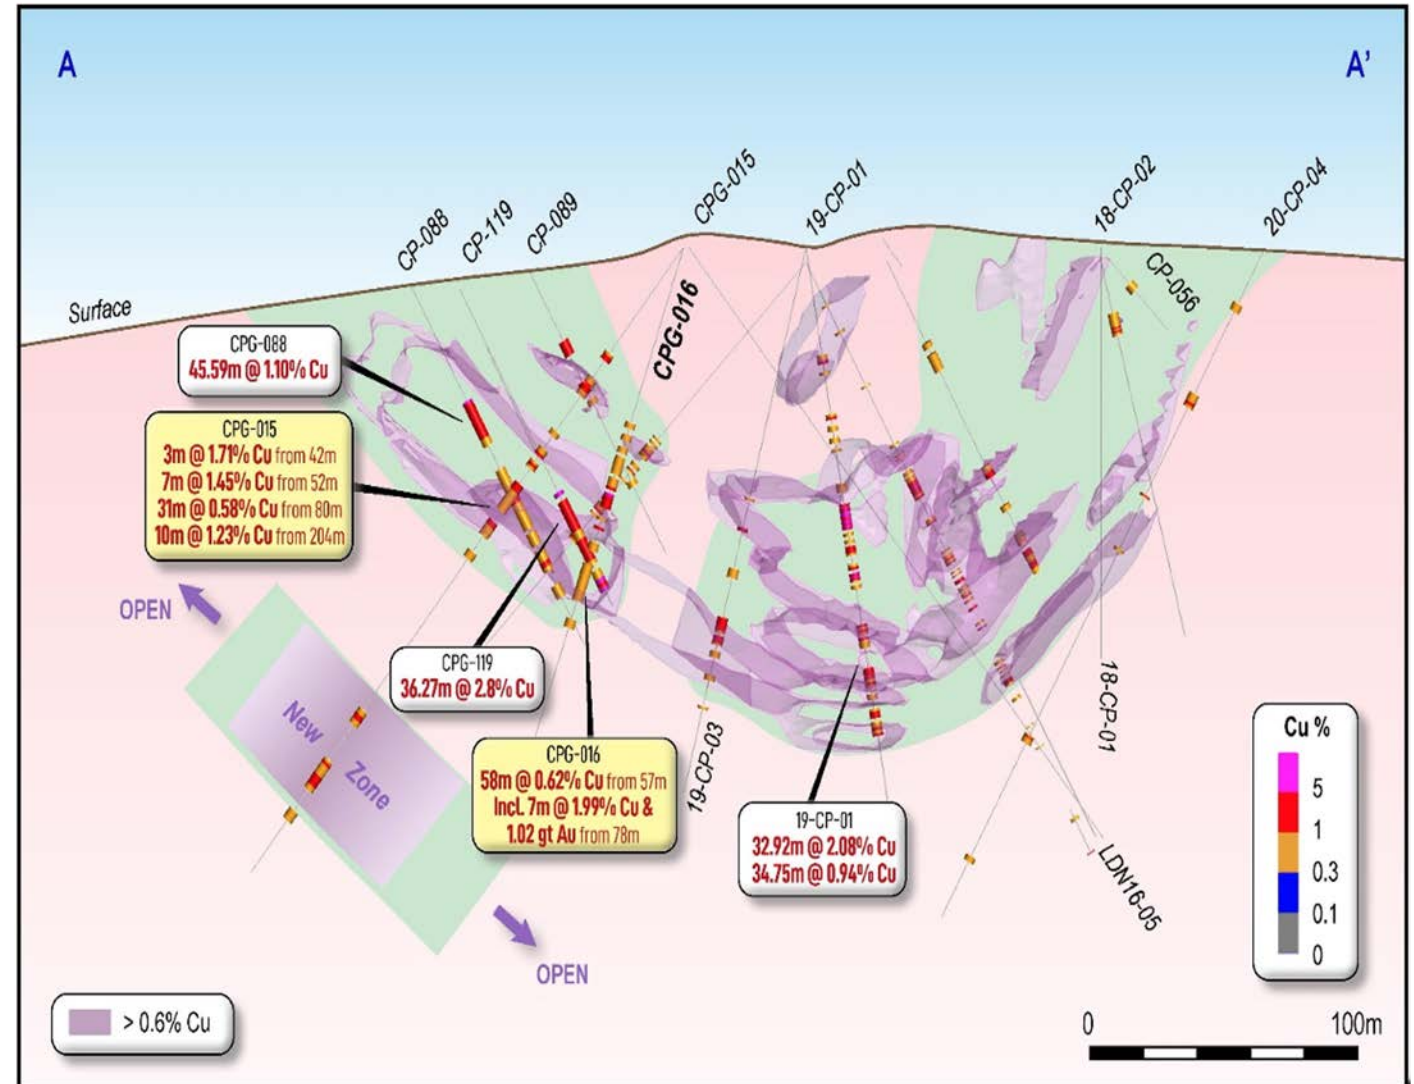 A
A'
CP-088
CP-119
CP-089
CPG-015
19-CP-01
18-CP-02
20-CP-04
Surface
CPG-016
CP-056
CPG-088
45.59m @ 1.10% Cu
CPG-015
3m @ 1.71% Cu from 42m
7m @ 1.45% Cu from 52m
31m @ 0.58% Cu from 80m
10m @ 1.23% Cu from 204m
OPEN
CPG-119
36.27m @ 2.8% Cu
New
Zone
CPG-016
58m @ 0.62% Cu from 57m
Incl. 7m @ 1.99% Cu &
1.02 gt Au from 78m
19-CP-03
18-CP-01
19-CP-01
32.92m @ 2.08% Cu
34.75m @ 0.94% Cu
LDN16-05
OPEN
Cu %
5
1
0.3
0.1
0
> 0.6% Cu
0
100m